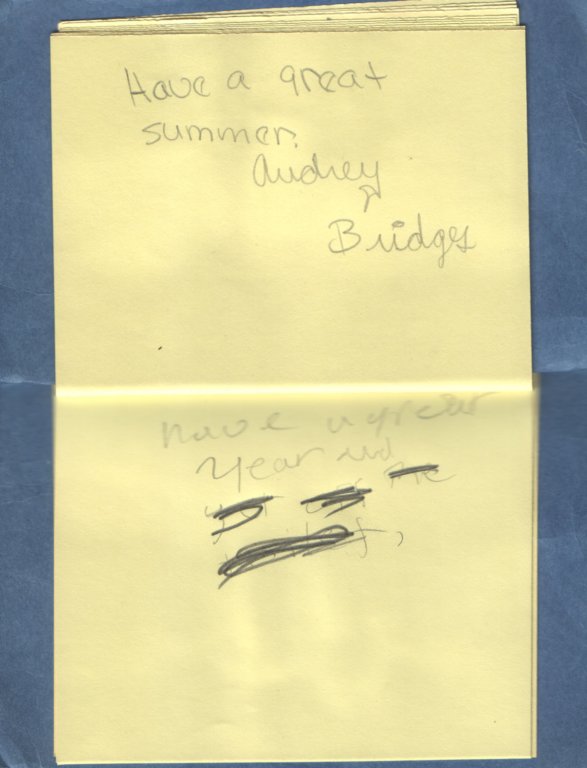 Have a great
summer.
Audrey
Bridges
have a great
year and